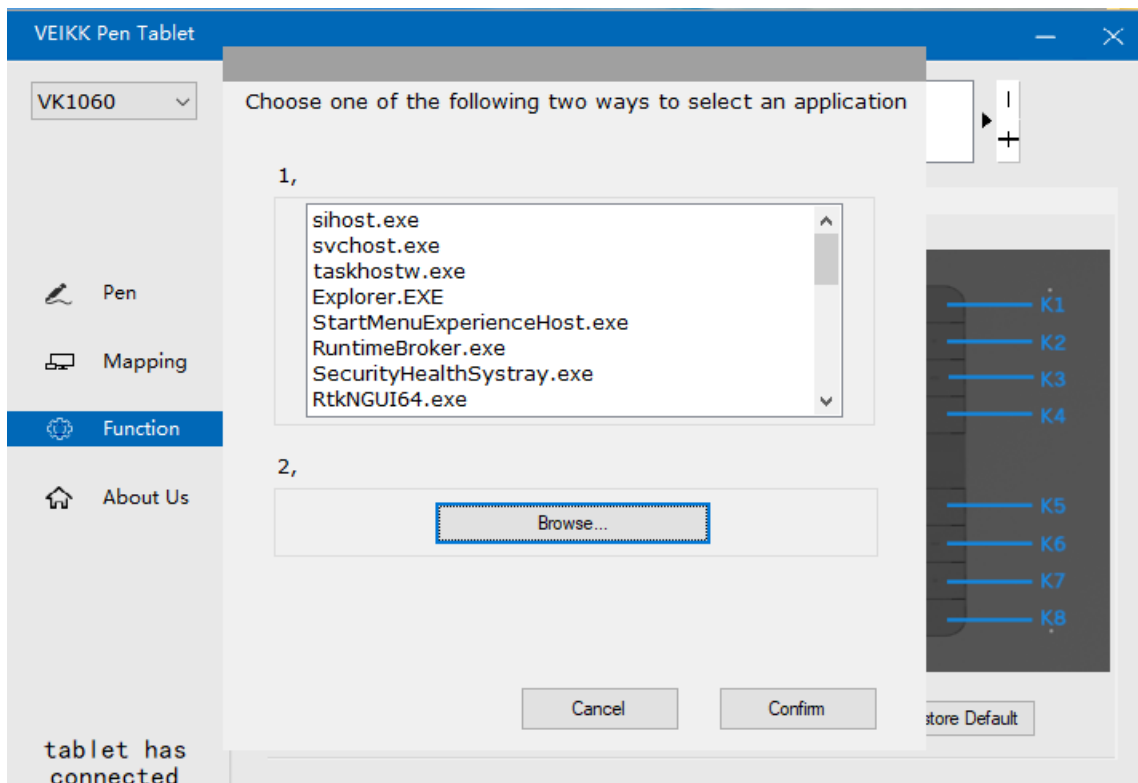 VEIKK Pen Tablet
VK1060
Choose one of the following two ways to select an application
1,
sihost.exe
svchost.exe
taskhostw.exe
Explorer.EXE
StartMenuExperienceHost.exe
RuntimeBroker.exe
SecurityHealthSystray.exe
RtkNGUI64.exe
Pen
Mapping
Function
About Us
2,
Browse...
K1
K2
K3
K4
K5
K6
K7
K8
Cancel
Confirm
Default
tablet has
connected